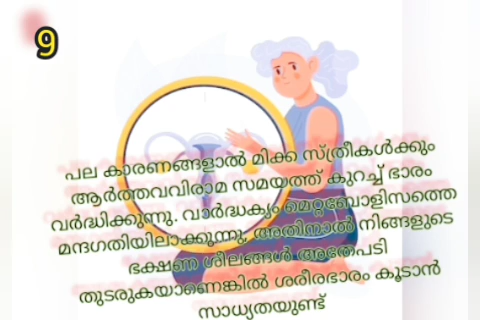 9
പല കാരണങ്ങളാൽ മിക്ക സ്ത്രീകൾക്കും
ആർത്തവവിരാമ സമയത്ത് കുറച്ച് ഭാരം
വർദ്ധിക്കുന്നു. വാർദ്ധക്യം മെറ്റബോളിസത്തെ
മന്ദഗതിയിലാക്കുന്നു, അതിനാൽ നിങ്ങളുടെ
ഭക്ഷണ ശീലങ്ങൾ അതേപടി
തുടരുകയാണെങ്കിൽ ശരീരഭാരം കൂടാൻ
സാധ്യതയുണ്ട്